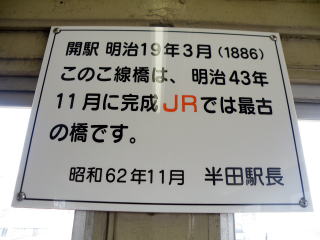 開駅 明治19年3月(1886)
このこ線橋は、明治43年
11月に完成JRでは最古
の橋です。
昭和62年11月 半田駅長